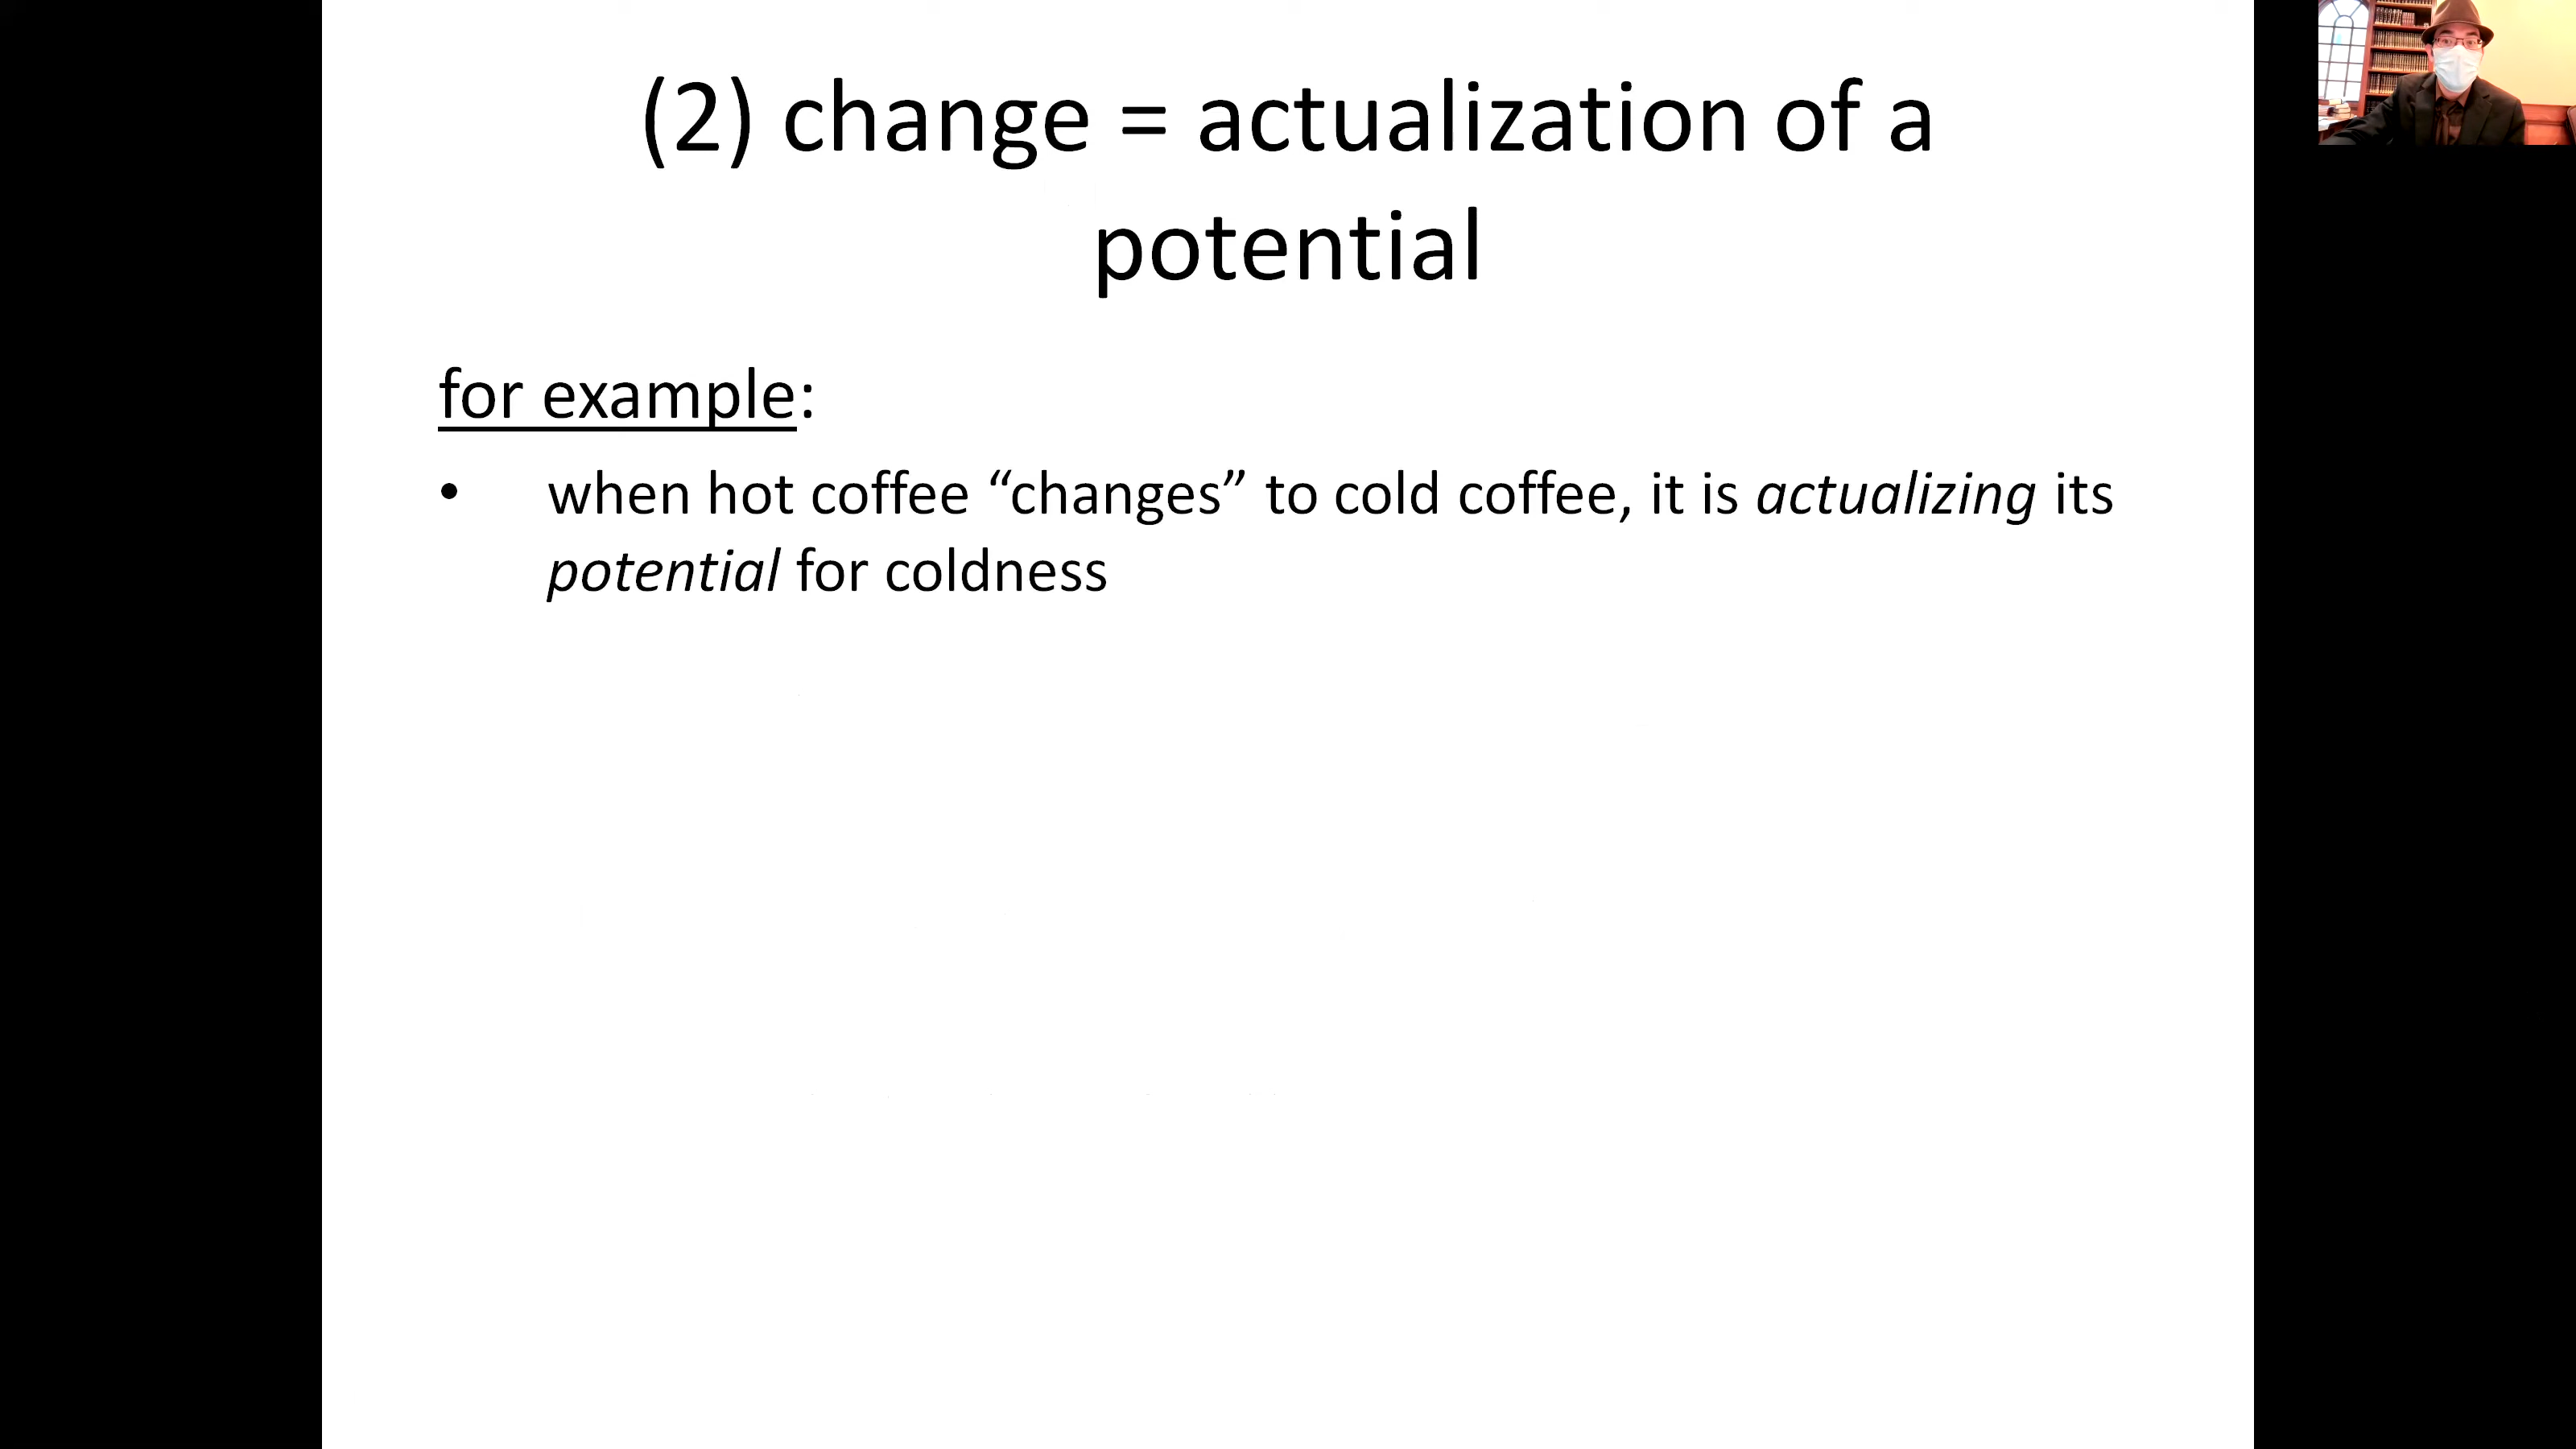 (2) change = actualization of a
potential
for example:
• when hot coffee “changes” to cold coffee, it is actualizing its
potential for coldness